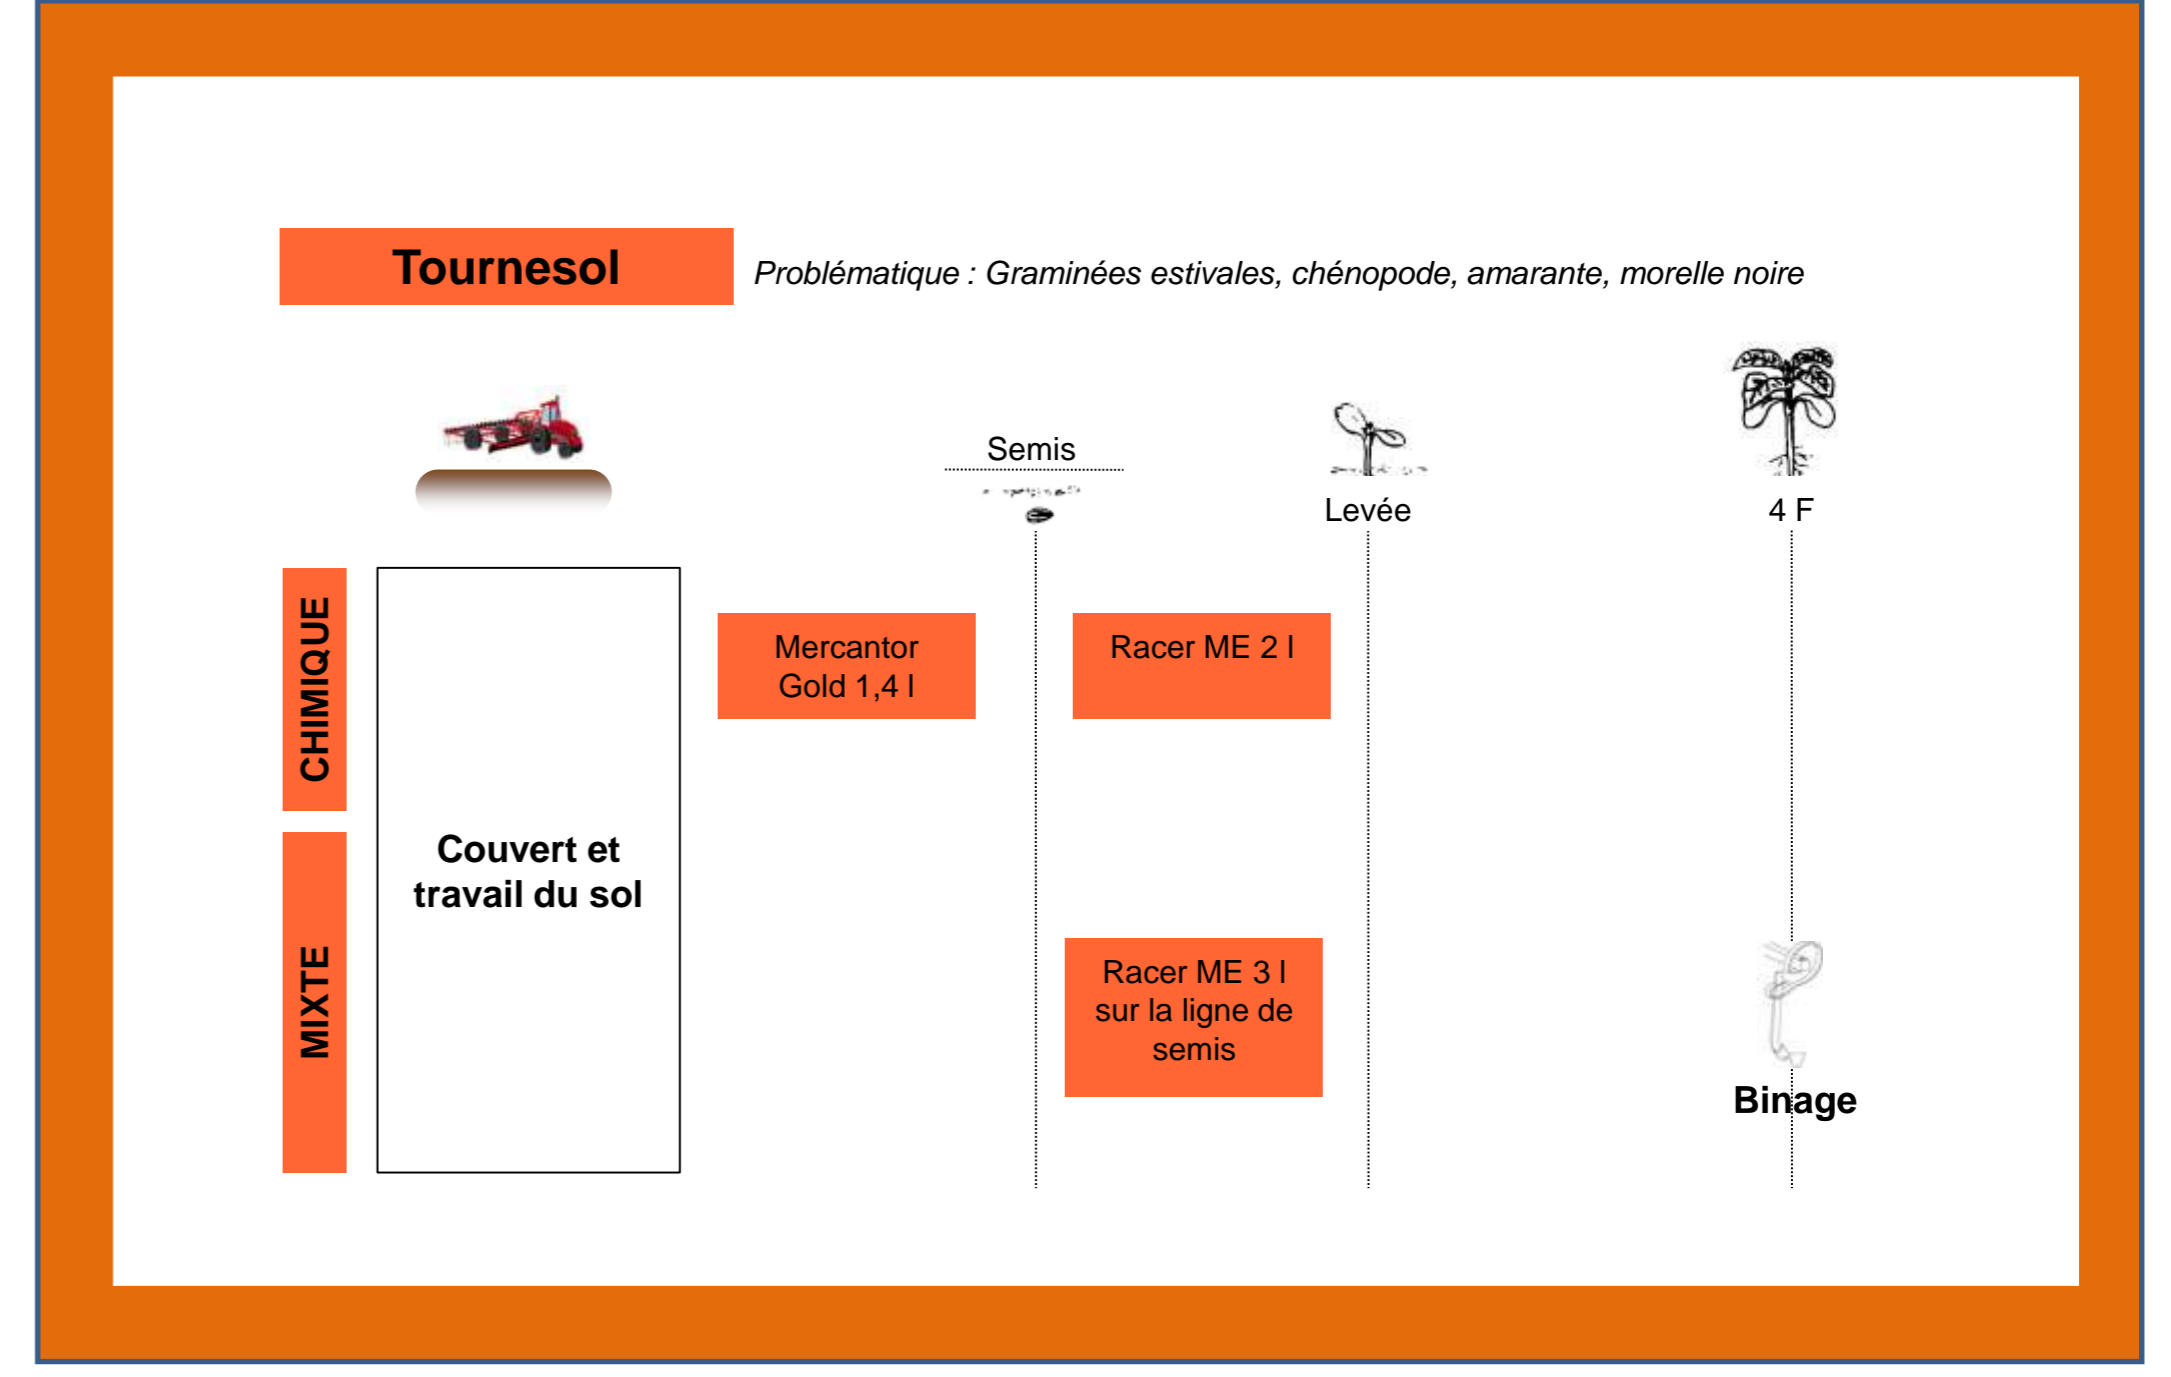 Tournesol
Problématique : Graminées estivales, chénopode, amarante, morelle noire
Semis
Levée
4 F
CHIMIQUE
Mercantor
Gold 1,4 l
Racer ME 2 l
Couvert et
travail du sol
MIXTE
Racer ME 3 l
sur la ligne de
semis
Binage